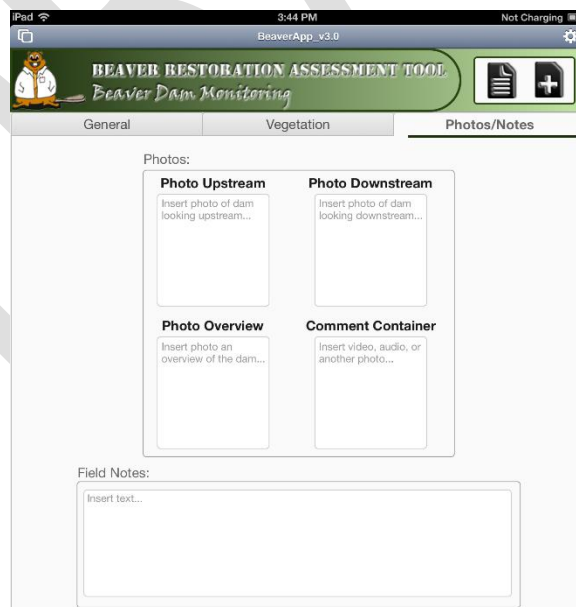 iPad 3:44 PM Not Charging
BeaverApp_v3.0
BEAVER RESTORATION ASSESSMENT TOOL
Beaver Dam Monitoring
General Vegetation Photos/Notes
Photos:
Photo Upstream Photo Downstream
Insert photo of dam Insert photo of dam
looking upstream... looking downstream...
Photo Overview Comment Container
Insert photo an Insert video, audio, or
overview of the dam... another photo...
Field Notes:
Insert text...